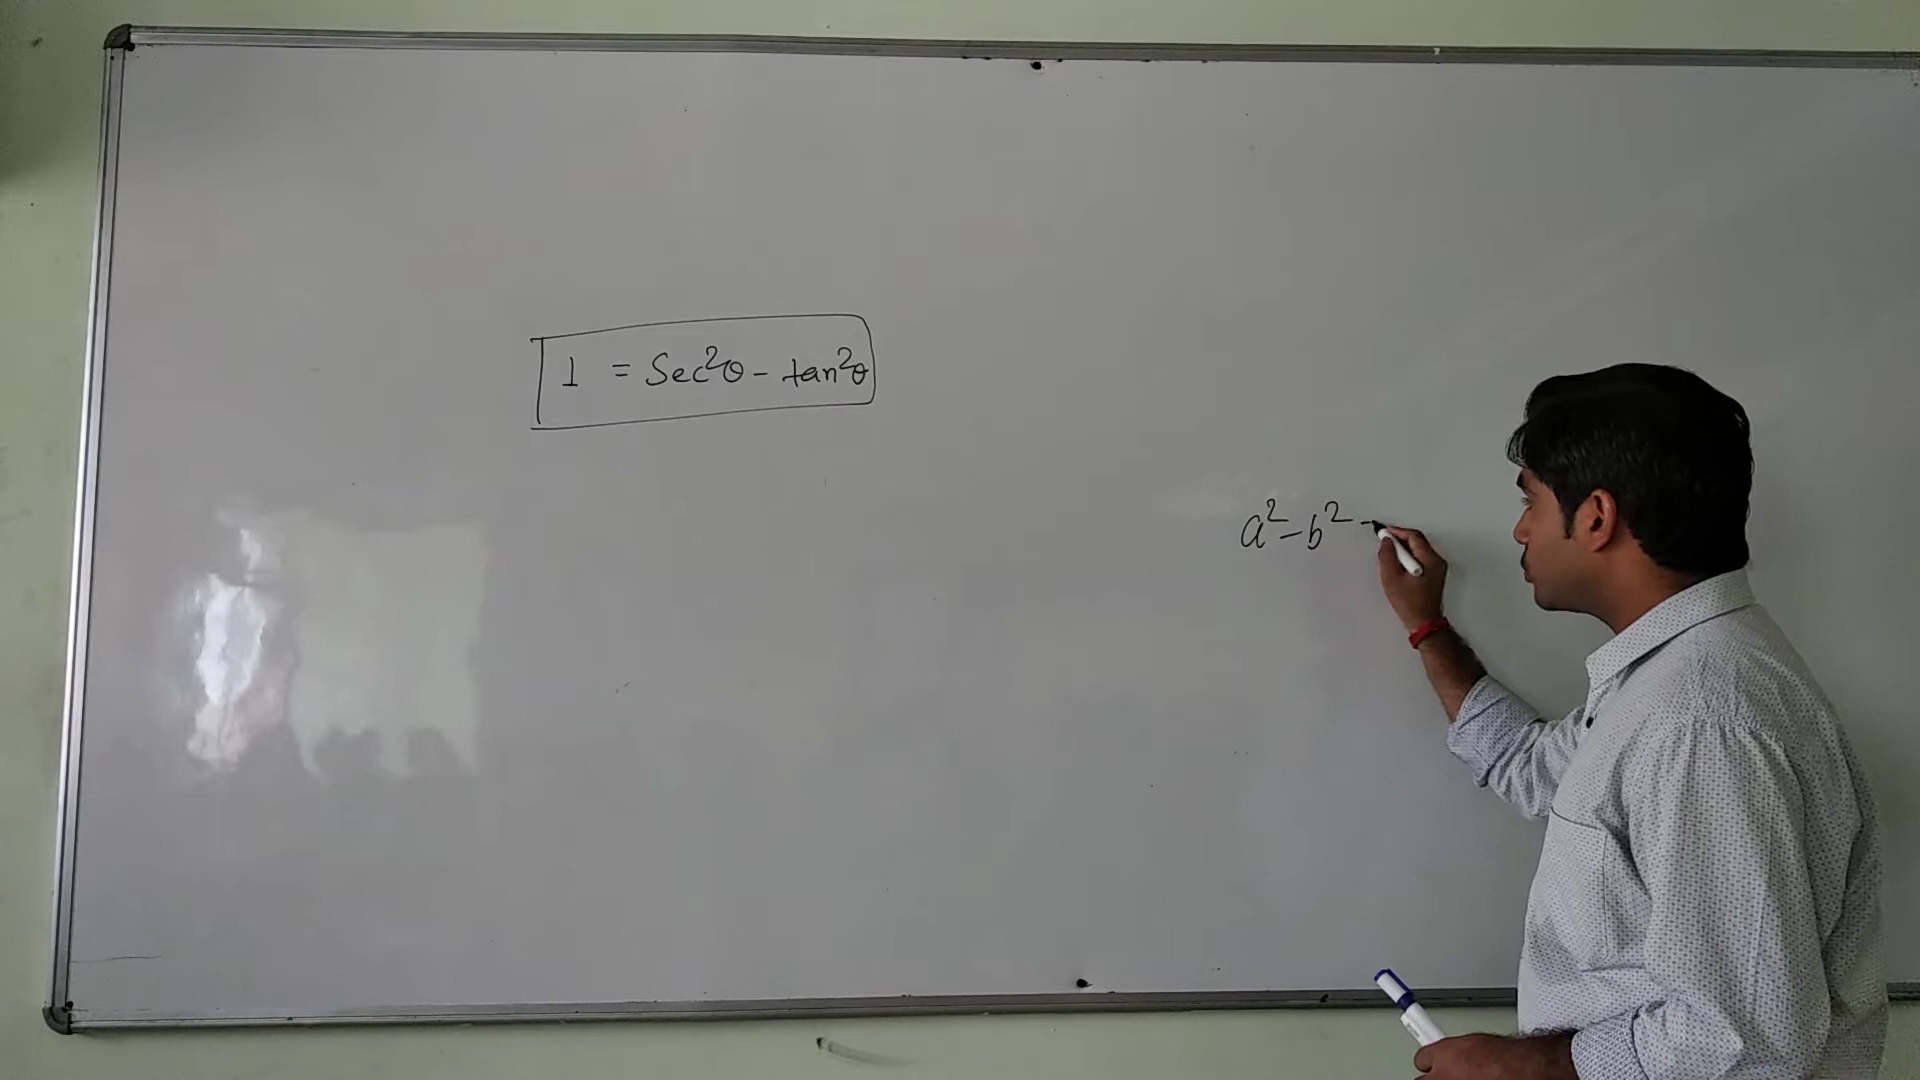 1 = Sec²θ - tan²θ
a² - b² -